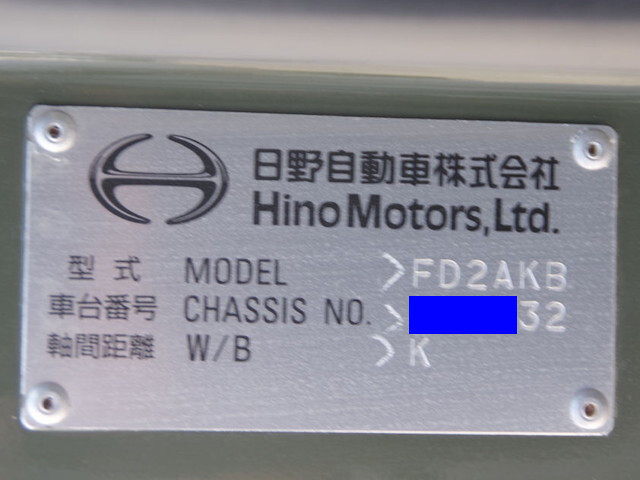 日野自動車株式会社
Hino Motors, Ltd.
型式 MODEL >FD2AKB
車台番号 CHASSIS NO. >32
軸間距離 W/B >K